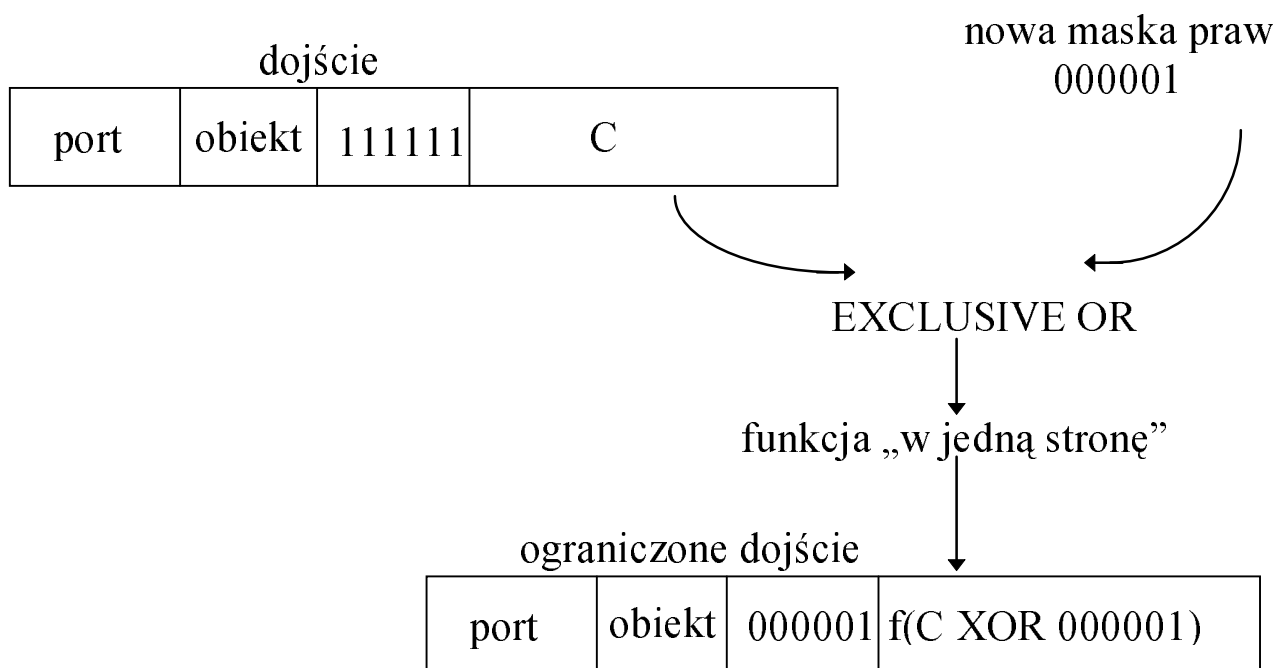 nowa maska praw
000001
dojście
port obiekt 111111 C
EXCLUSIVE OR
funkcja „w jedną stronę”
ograniczone dojście
port obiekt 000001 f(C XOR 000001)